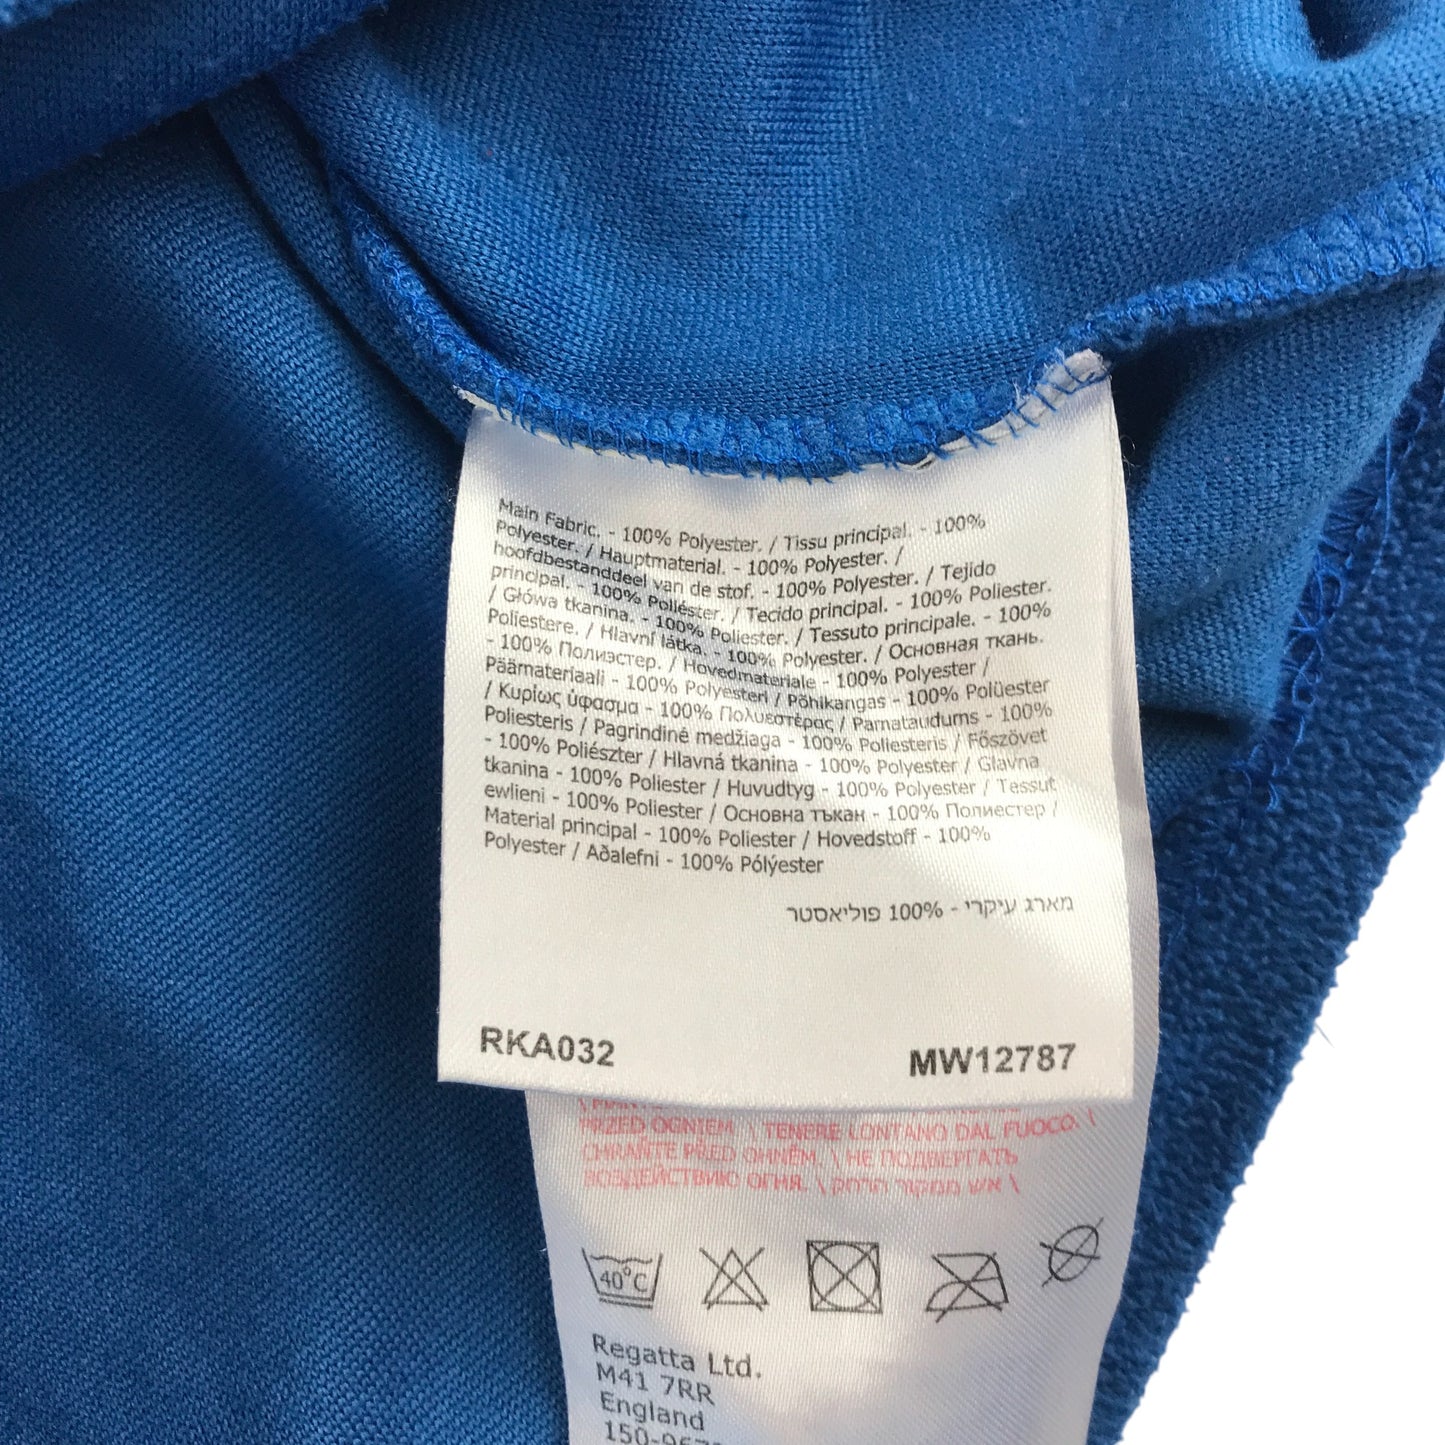 Main Fabric. - 100% Polyester. / Tissu principal. - 100%
Polyester. / Hauptmaterial. - 100% Polyester. /
hoofdbestanddeel van de stof. - 100% Polyester. / Tejido
principal. - 100% Poliéster. / Tecido principal. - 100% Poliester.
/ Główa tkanina. - 100% Poliester. / Tessuto principale. - 100%
Poliestere. / Hlavní látka. - 100% Polyester. / Основная ткань.
- 100% Полиэстер. / Hovedmateriale - 100% Polyester /
Päämateriaali - 100% Polyesteri / Põhikangas - 100% Polüester
/ Κυρίως ύφασμα - 100% Πολυεστέρας / Pamataudums - 100%
Poliesteris / Pagrindinė medžiaga - 100% Poliesteris / Főszövet
- 100% Poliészter / Hlavná tkanina - 100% Polyester / Glavna
tkanina - 100% Poliester / Huvudtyg - 100% Polyester / Tessut
ewlieni - 100% Poliester / Основна тъкан - 100% Полиестер /
Material principal - 100% Poliester / Hovedstoff - 100%
Polyester / Aðalefni - 100% Pólýester
מארג עיקרי - 100% פוליאסטר
RKA032 MW12787
PRZED OGNIEM. \ TENERE LONTANO DAL FUOCO. \
CHRAŇTE PŘED OHNĚM. \ НЕ ПОДВЕРГАТЬ
ВОЗДЕЙСТВИЮ ОГНЯ. \ הרחק ממקור אש \
40°C
Regatta Ltd.
M41 7RR
England